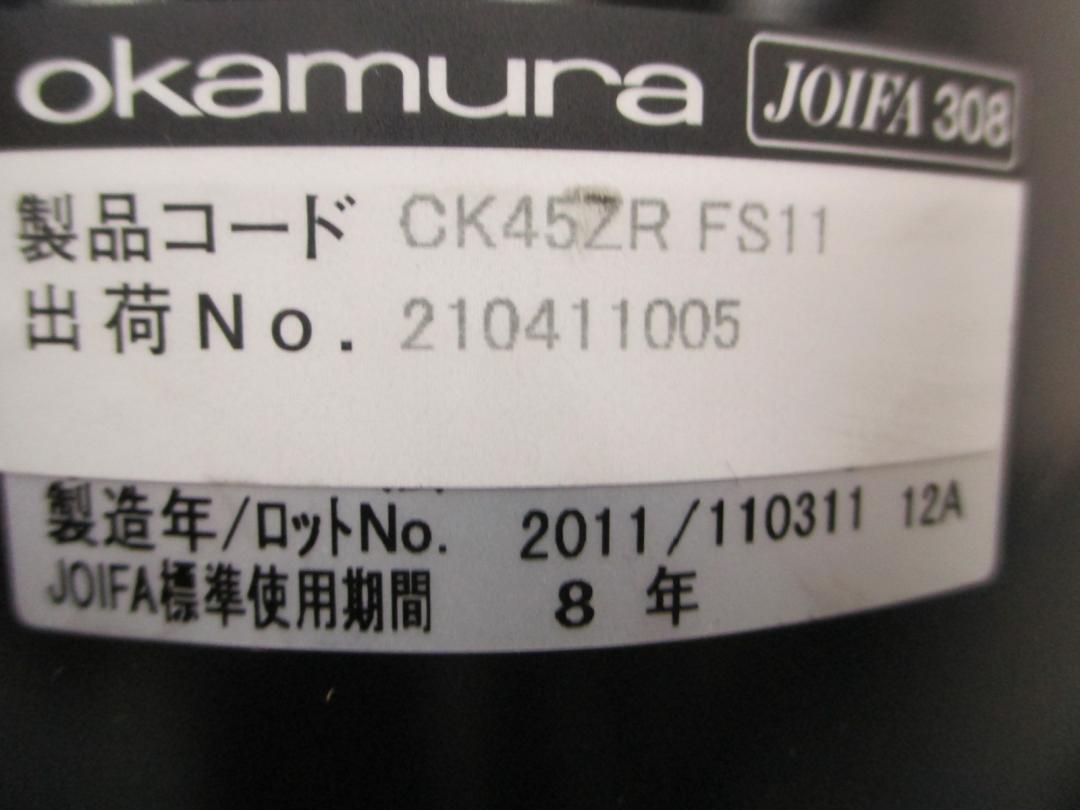 okamura
JOIFA 308
製品コード CK45ZR FS11
出荷No. 210411005
製造年/ロットNo. 2011/110311 12A
JOIFA標準使用期間 8年